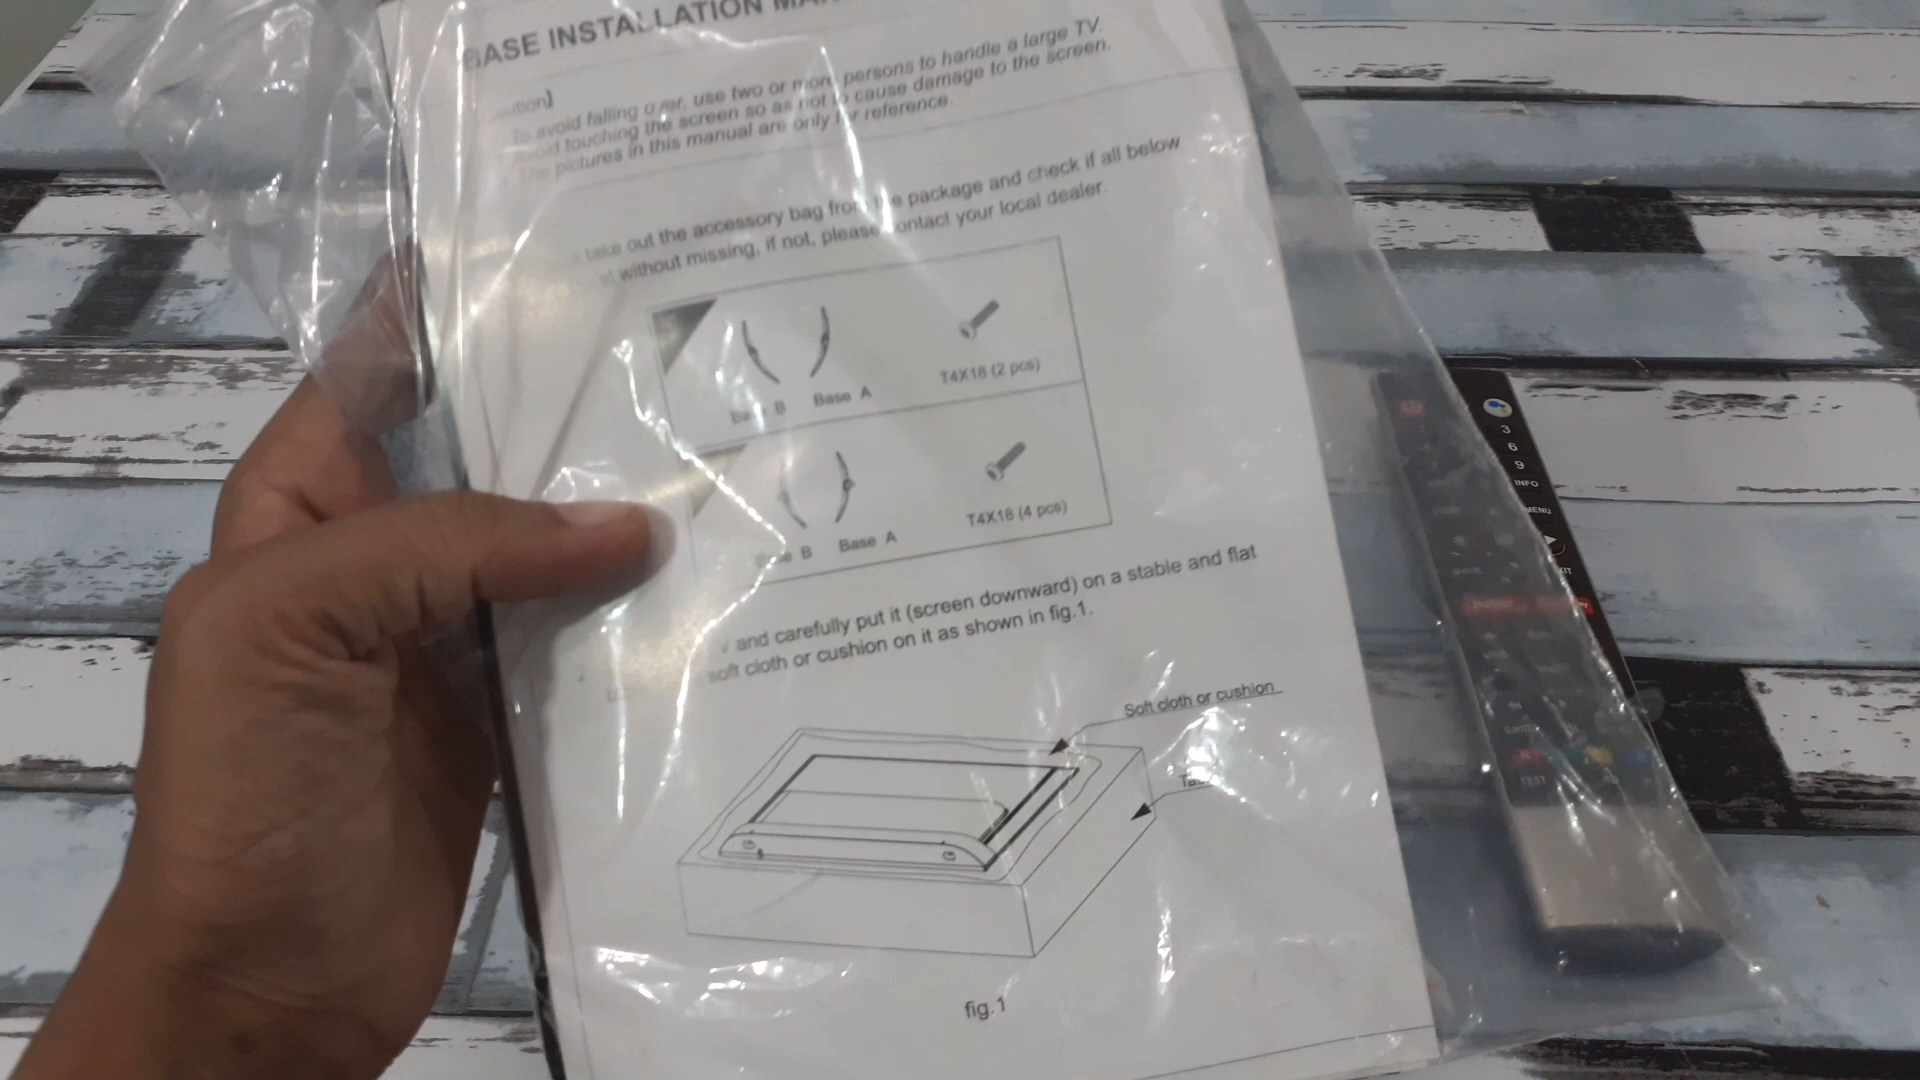 BASE INSTALLATION
To avoid falling over, use two or more persons to handle a large TV.
Avoid touching the screen so as not to cause damage to the screen.
The pictures in this manual are only for reference.
take out the accessory bag from the package and check if all below
without missing, if not, please contact your local dealer.
T4X18 (2 pcs)
Base B Base A
T4X18 (4 pcs)
B Base A
2.
and carefully put it (screen downward) on a stable and flat
soft cloth or cushion on it as shown in fig.1.
Soft cloth or cushion
fig.1
3
6
9
INFO
MENU